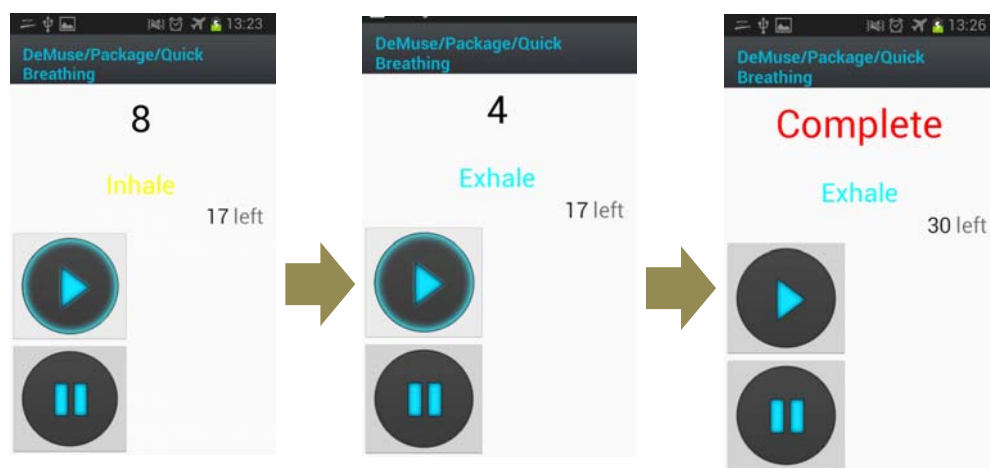 13:23
DeMuse/Package/Quick
Breathing
8
Inhale
17 left
DeMuse/Package/Quick
Breathing
4
Exhale
17 left
13:26
DeMuse/Package/Quick
Breathing
Complete
Exhale
30 left